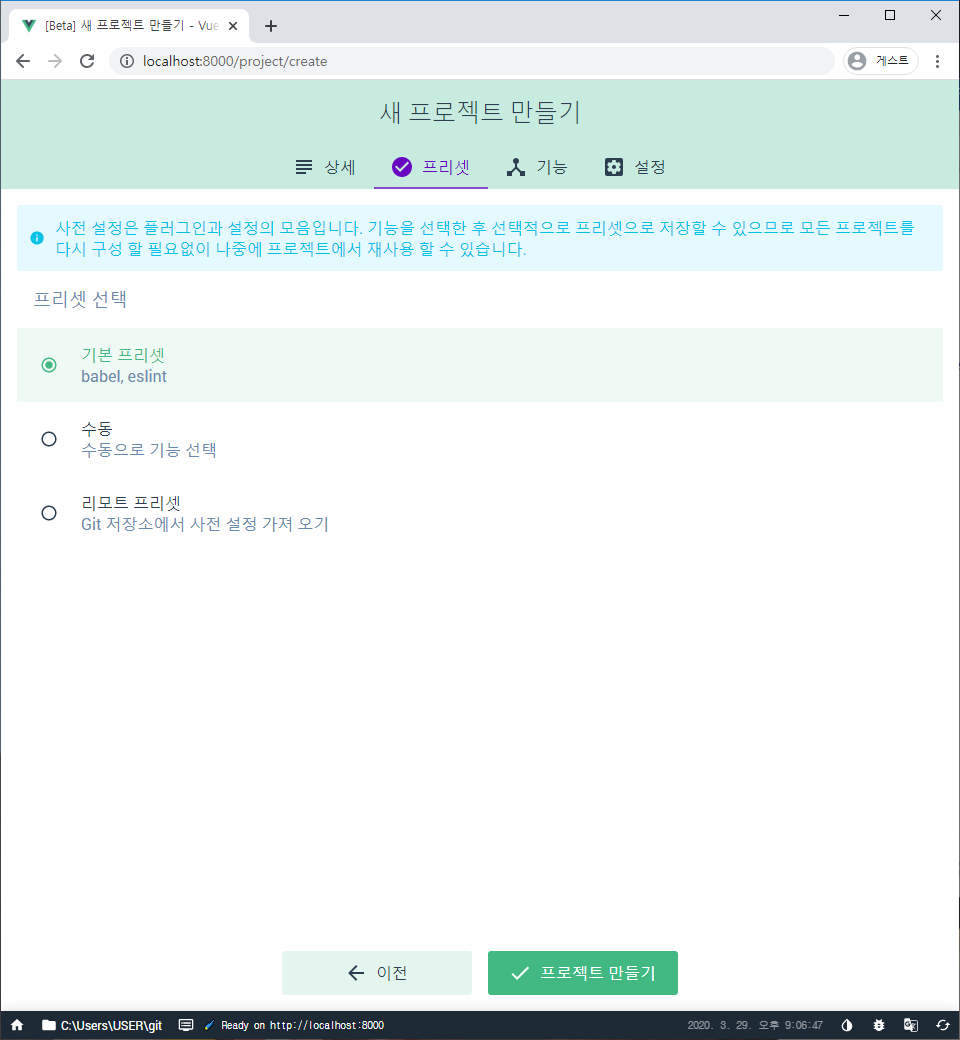 [Beta] 새 프로젝트 만들기 - Vue
localhost:8000/project/create
게스트
새 프로젝트 만들기
상세 프리셋 기능 설정
사전 설정은 플러그인과 설정의 모음입니다. 기능을 선택한 후 선택적으로 프리셋으로 저장할 수 있으므로 모든 프로젝트를
다시 구성 할 필요없이 나중에 프로젝트에서 재사용 할 수 있습니다.
프리셋 선택
기본 프리셋
babel, eslint
수동
수동으로 기능 선택
리모트 프리셋
Git 저장소에서 사전 설정 가져 오기
이전 프로젝트 만들기
C:\Users\USER\git Ready on http://localhost:8000 2020. 3. 29. 오후 9:06:47